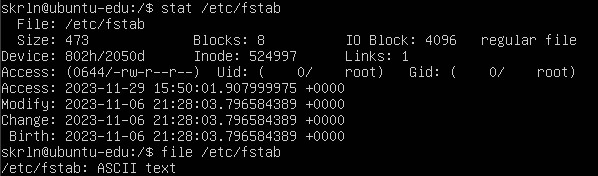 skrln@ubuntu-edu:/$ stat /etc/fstab
  File: /etc/fstab
  Size: 473             Blocks: 8          IO Block: 4096   regular file
Device: 802h/2050d      Inode: 524997      Links: 1
Access: (0644/-rw-r--r--)  Uid: (    0/    root)   Gid: (    0/    root)
Access: 2023-11-29 15:50:01.907999975 +0000
Modify: 2023-11-06 21:28:03.796584389 +0000
Change: 2023-11-06 21:28:03.796584389 +0000
 Birth: 2023-11-06 21:28:03.796584389 +0000
skrln@ubuntu-edu:/$ file /etc/fstab
/etc/fstab: ASCII text